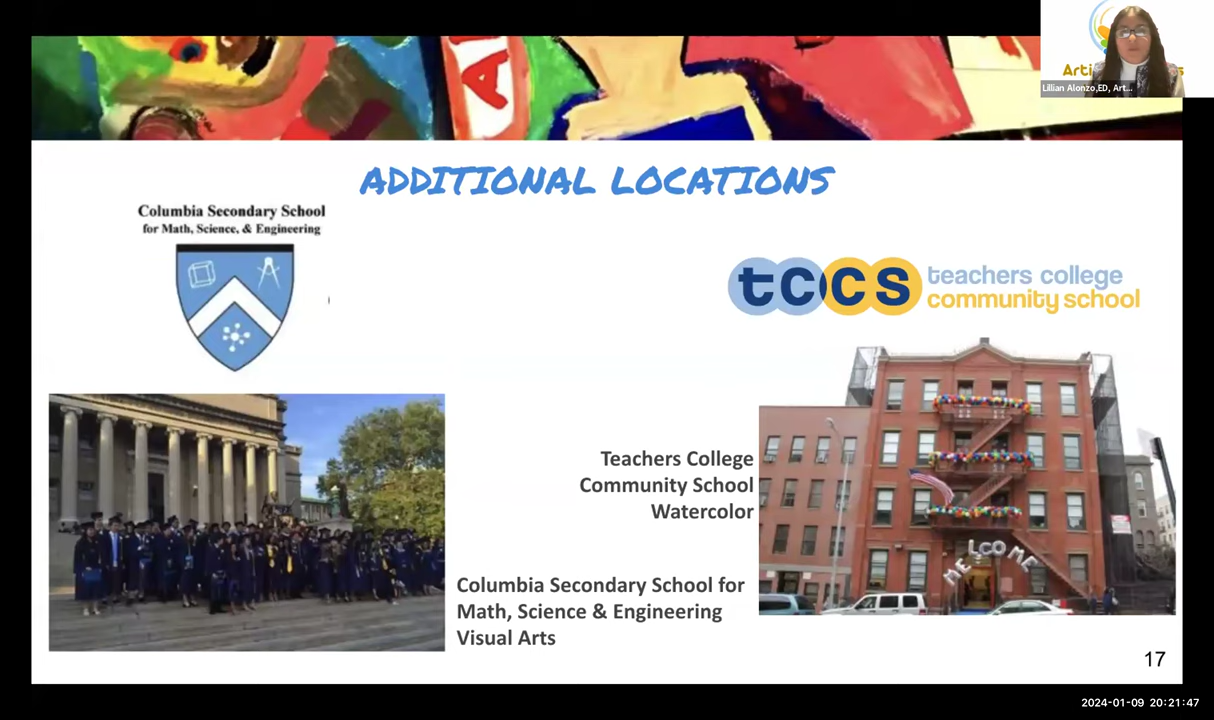 Arti
s
Lillian Alonzo,ED, Art...
ADDITIONAL LOCATIONS
Columbia Secondary School
for Math, Science, & Engineering
tccs teachers college
community school
Teachers College
Community School
Watercolor
WELCOME
Columbia Secondary School for
Math, Science & Engineering
Visual Arts
17
2024-01-09 20:21:47